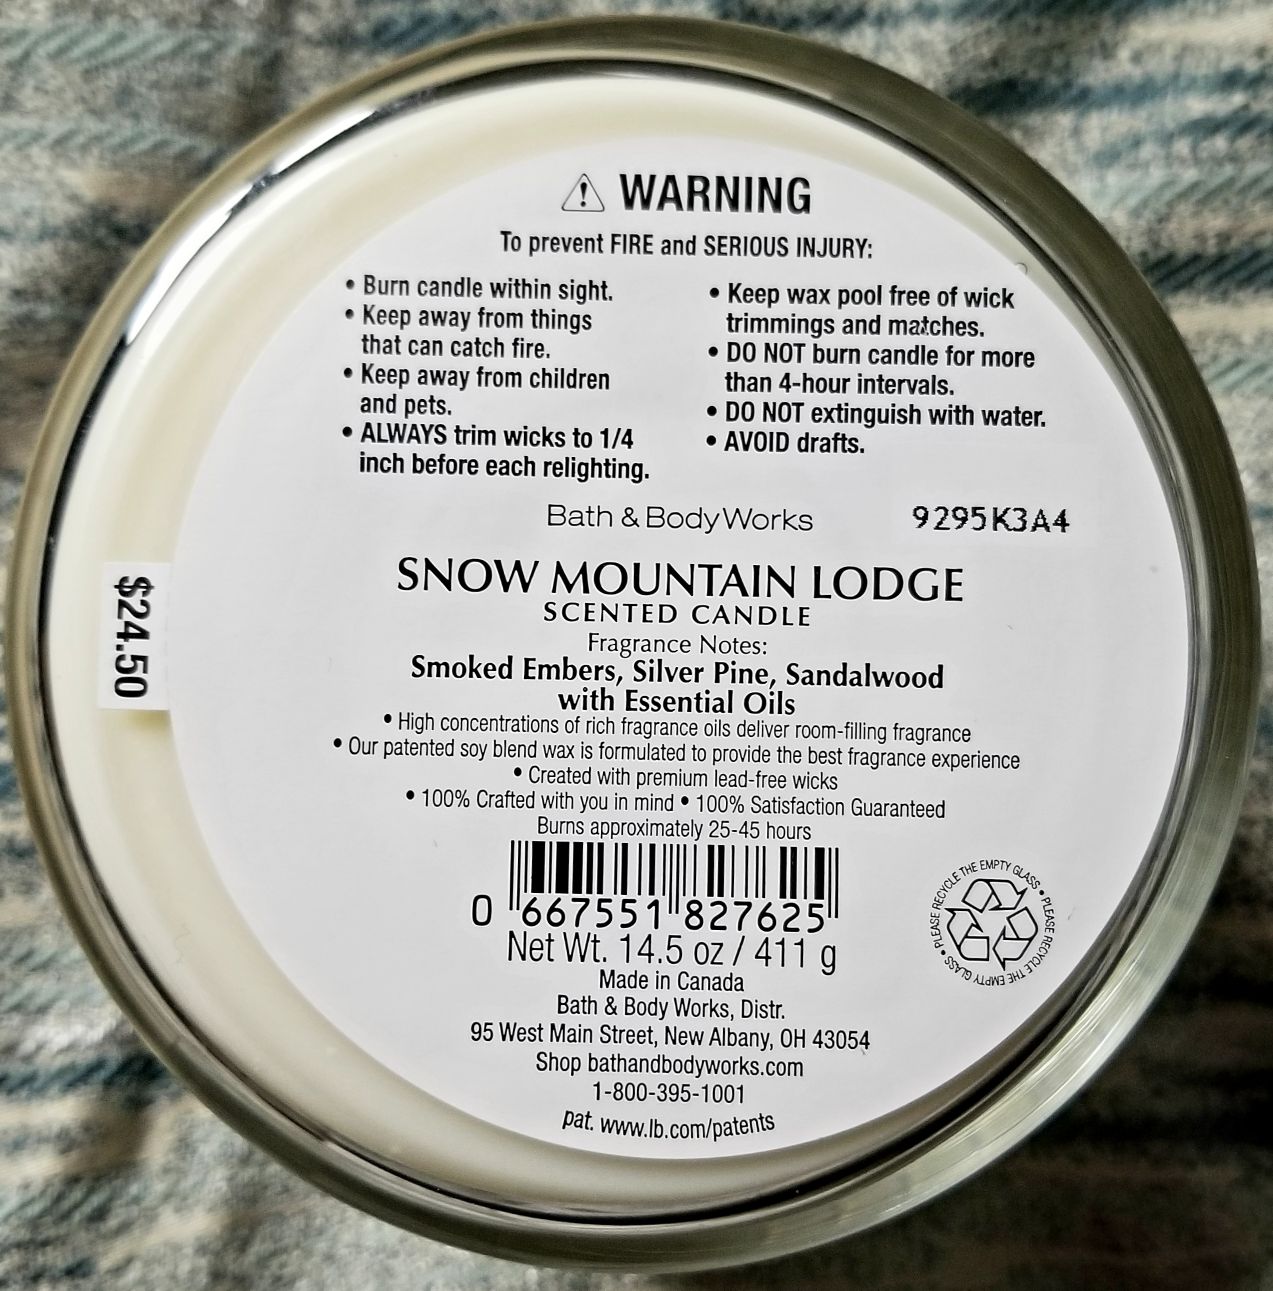 WARNING
To prevent FIRE and SERIOUS INJURY:
• Burn candle within sight.
• Keep away from things
that can catch fire.
• Keep away from children
and pets.
• ALWAYS trim wicks to 1/4
inch before each relighting.
• Keep wax pool free of wick
trimmings and matches.
• DO NOT burn candle for more
than 4-hour intervals.
• DO NOT extinguish with water.
• AVOID drafts.
Bath & Body Works
9295K3A4
SNOW MOUNTAIN LODGE
SCENTED CANDLE
Fragrance Notes:
Smoked Embers, Silver Pine, Sandalwood
with Essential Oils
• High concentrations of rich fragrance oils deliver room-filling fragrance
• Our patented soy blend wax is formulated to provide the best fragrance experience
• Created with premium lead-free wicks
• 100% Crafted with you in mind • 100% Satisfaction Guaranteed
Burns approximately 25-45 hours
0 667551 827625
Net Wt. 14.5 oz / 411 g
Made in Canada
Bath & Body Works, Distr.
95 West Main Street, New Albany, OH 43054
Shop bathandbodyworks.com
1-800-395-1001
pat. www.lb.com/patents
• PLEASE RECYCLE THE EMPTY GLASS • PLEASE RECYCLE THE EMPTY GLASS
$24.50